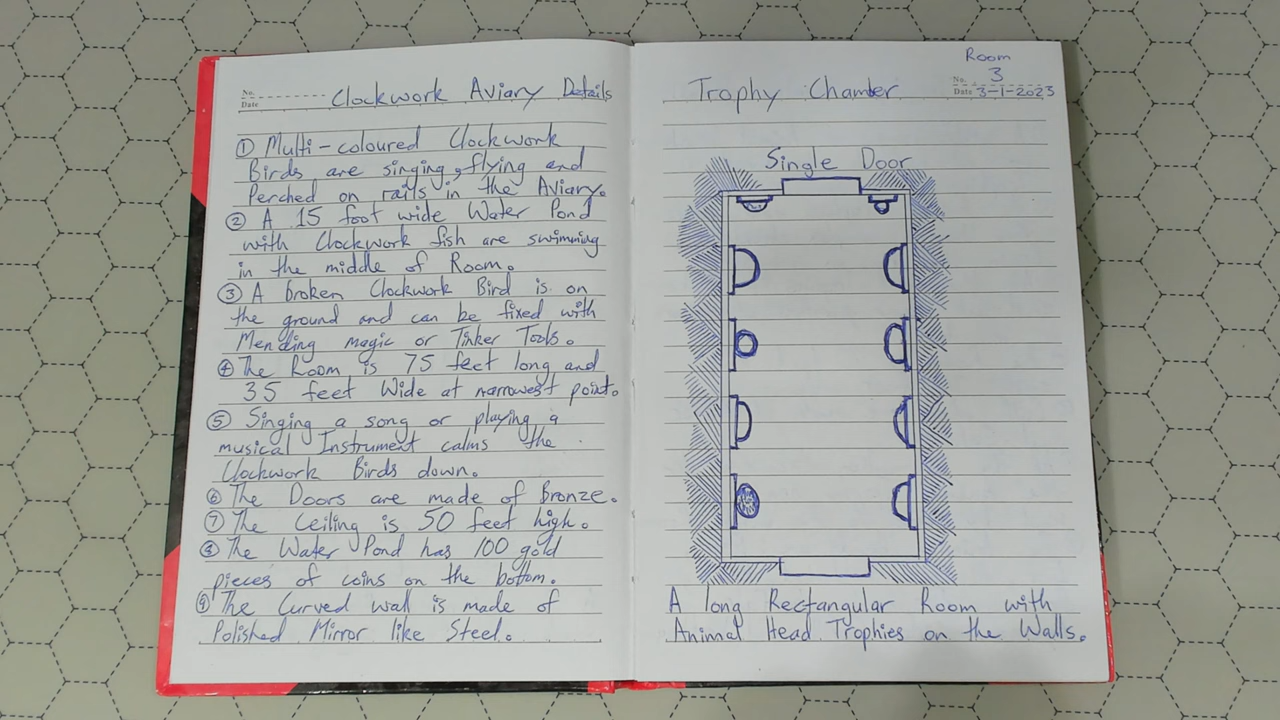 No.
Date
Clockwork Aviary Details
① Multi-coloured Clockwork
Birds are singing, flying and
Perched on rails in the Aviary.
② A 15 foot wide Water Pond
with Clockwork fish are swimming
in the middle of Room.
③ A broken Clockwork Bird is on
the ground and can be fixed with
Mending magic or Tinker Tools.
④ The Room is 75 feet long and
35 feet Wide at narrowest point.
⑤ Singing a song or playing a
musical Instrument calms the
Clockwork Birds down.
⑥ The Doors are made of Bronze.
⑦ The Ceiling is 50 feet high.
⑧ The Water Pond has 100 gold
pieces of coins on the bottom.
⑨ The Curved wall is made of
Polished Mirror like Steel.
Room
No. 3
Date 3-1-2023
Trophy Chamber
Single Door
A long Rectangular Room with
Animal Head Trophies on the Walls.